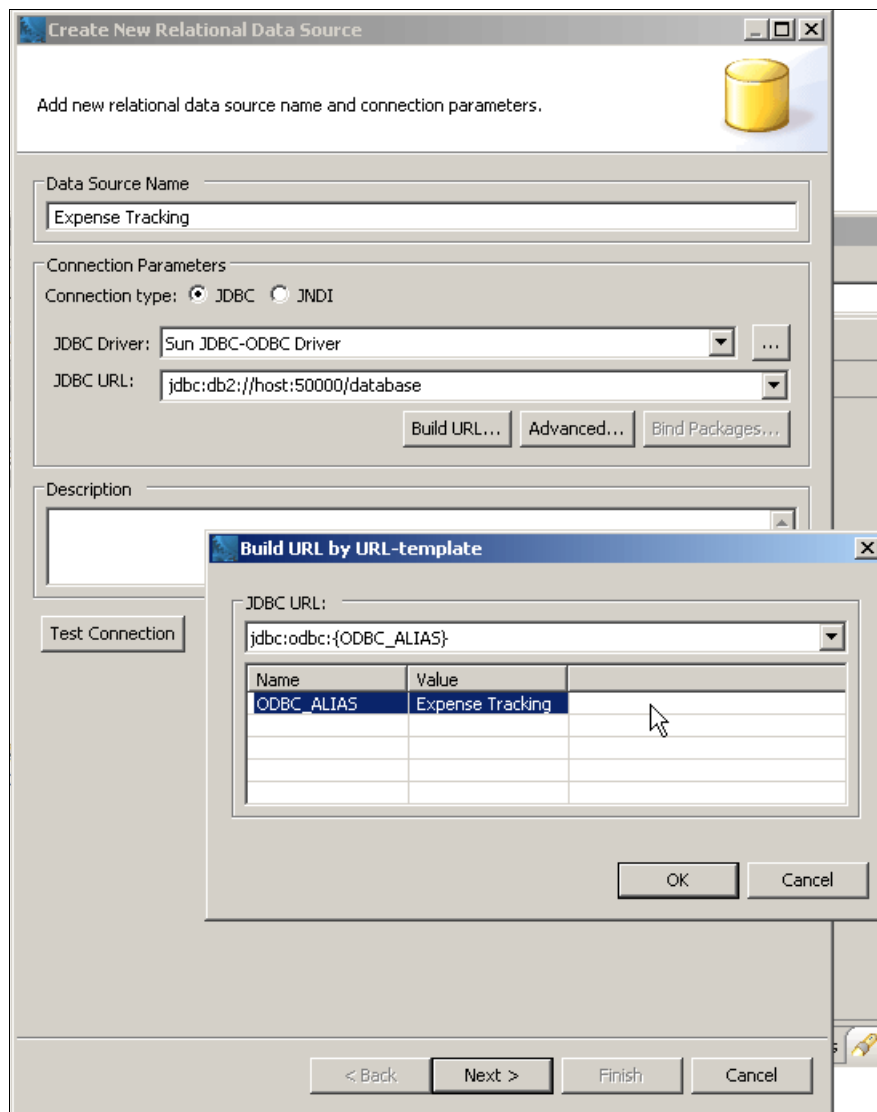 Create New Relational Data Source
Add new relational data source name and connection parameters.
Data Source Name
Expense Tracking
Connection Parameters
Connection type: JDBC JNDI
JDBC Driver: Sun JDBC-ODBC Driver ...
JDBC URL: jdbc:db2://host:50000/database
Build URL... Advanced... Bind Packages...
Description
Build URL by URL-template
JDBC URL:
Test Connection
jdbc:odbc:{ODBC_ALIAS}
Name Value
ODBC_ALIAS Expense Tracking
OK Cancel
s
< Back Next > Finish Cancel